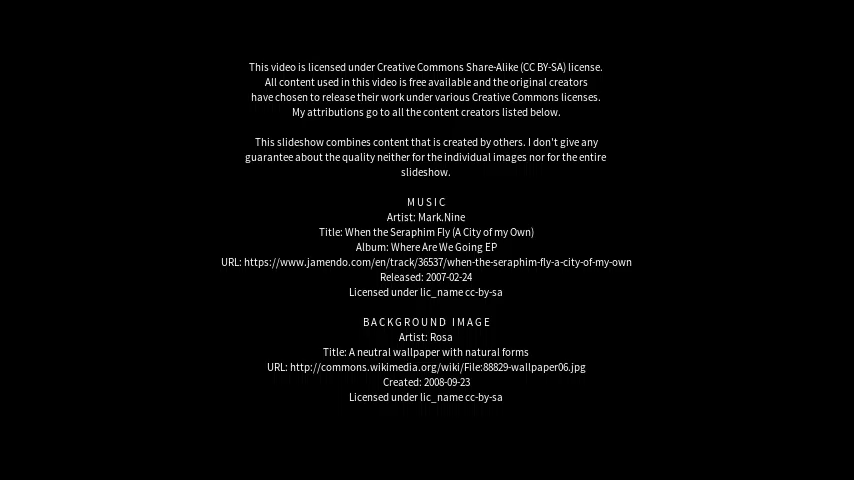 This video is licensed under Creative Commons Share-Alike (CC BY-SA) license.
All content used in this video is free available and the original creators
have chosen to release their work under various Creative Commons licenses.
My attributions go to all the content creators listed below.
This slideshow combines content that is created by others. I don't give any
guarantee about the quality neither for the individual images nor for the entire
slideshow.
MUSIC
Artist: Mark.Nine
Title: When the Seraphim Fly (A City of my Own)
Album: Where Are We Going EP
URL: https://www.jamendo.com/en/track/36537/when-the-seraphim-fly-a-city-of-my-own
Released: 2007-02-24
Licensed under lic_name cc-by-sa
BACKGROUND IMAGE
Artist: Rosa
Title: A neutral wallpaper with natural forms
URL: http://commons.wikimedia.org/wiki/File:88829-wallpaper06.jpg
Created: 2008-09-23
Licensed under lic_name cc-by-sa